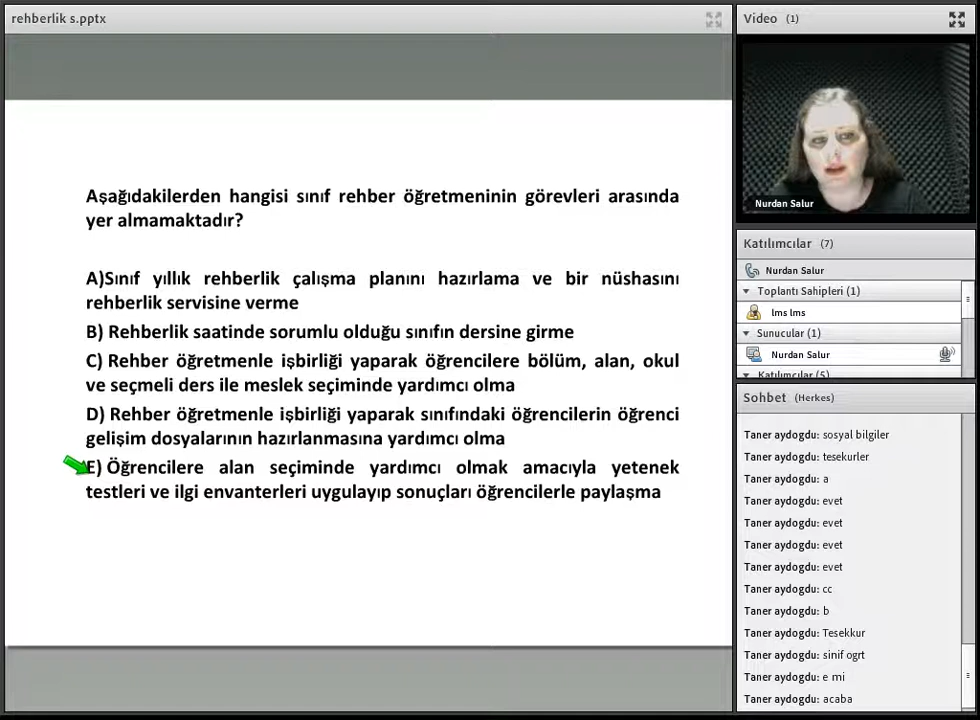 rehberlik s.pptx
Aşağıdakilerden hangisi sınıf rehber öğretmeninin görevleri arasında
yer almamaktadır?
A)Sınıf yıllık rehberlik çalışma planını hazırlama ve bir nüshasını
rehberlik servisine verme
B) Rehberlik saatinde sorumlu olduğu sınıfın dersine girme
C) Rehber öğretmenle işbirliği yaparak öğrencilere bölüm, alan, okul
ve seçmeli ders ile meslek seçiminde yardımcı olma
D) Rehber öğretmenle işbirliği yaparak sınıfındaki öğrencilerin öğrenci
gelişim dosyalarının hazırlanmasına yardımcı olma
E) Öğrencilere alan seçiminde yardımcı olmak amacıyla yetenek
testleri ve ilgi envanterleri uygulayıp sonuçları öğrencilerle paylaşma
Video (1)
Nurdan Salur
Katılımcılar (7)
Nurdan Salur
Toplantı Sahipleri (1)
lms lms
Sunucular (1)
Nurdan Salur
Katılımcılar (5)
Sohbet (Herkes)
Taner aydogdu: sosyal bilgiler
Taner aydogdu: tesekurler
Taner aydogdu: a
Taner aydogdu: evet
Taner aydogdu: evet
Taner aydogdu: evet
Taner aydogdu: evet
Taner aydogdu: cc
Taner aydogdu: b
Taner aydogdu: Tesekkur
Taner aydogdu: sinif ogrt
Taner aydogdu: e mi
Taner aydogdu: acaba